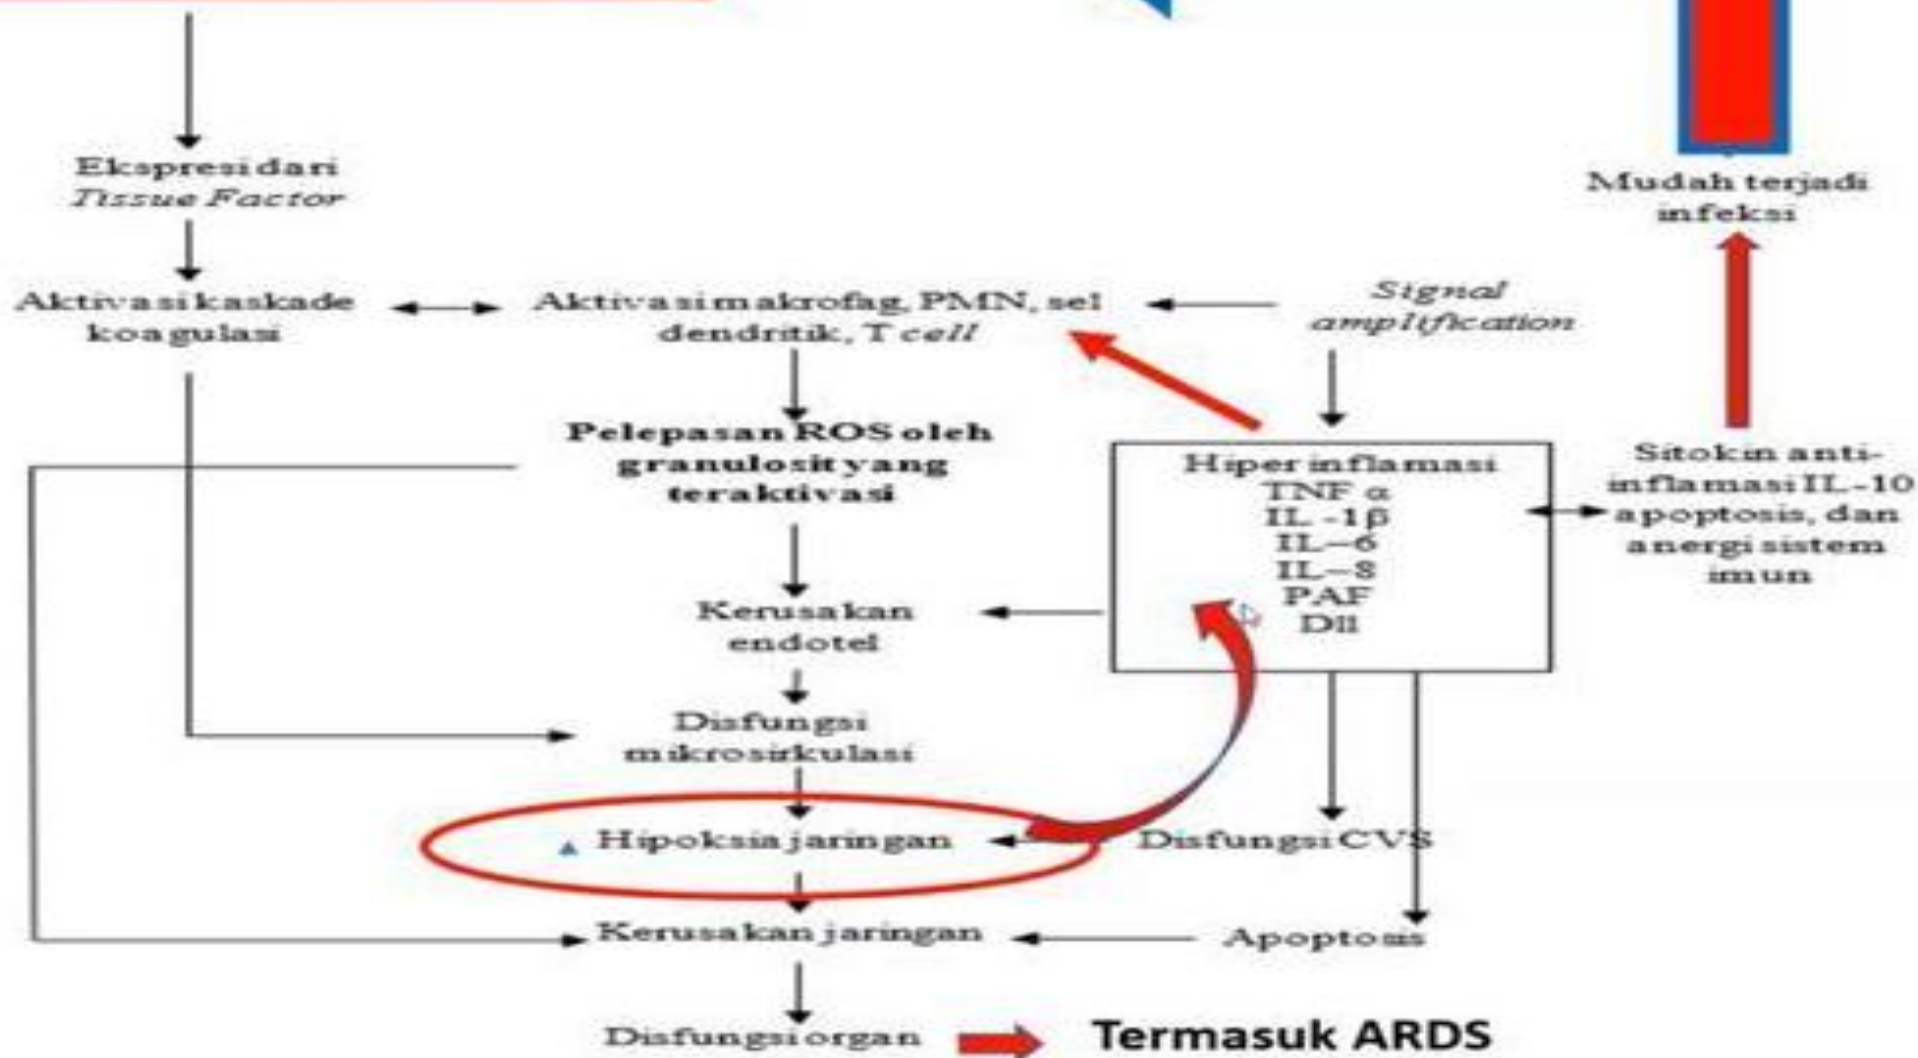 Ekspresi dari
Tissue Factor
Mudah terjadi
infeksi
Aktivasi kaskade
koagulasi
Aktivasi makrofag, PMN, sel
dendritik, T cell
Signal
amplification
Pelepasan ROS oleh
granulosit yang
teraktivasi
Hiper inflamasi
TNF α
IL -1β
IL–6
IL–8
PAF
Dll
Sitokin anti-
inflamasi IL-10
apoptosis, dan
anergi sistem
imun
Kerusakan
endotel
Disfungsi
mikrosirkulasi
Hipoksia jaringan
Disfungsi CVS
Kerusakan jaringan
Apoptosis
Disfungsi organ
Termasuk ARDS